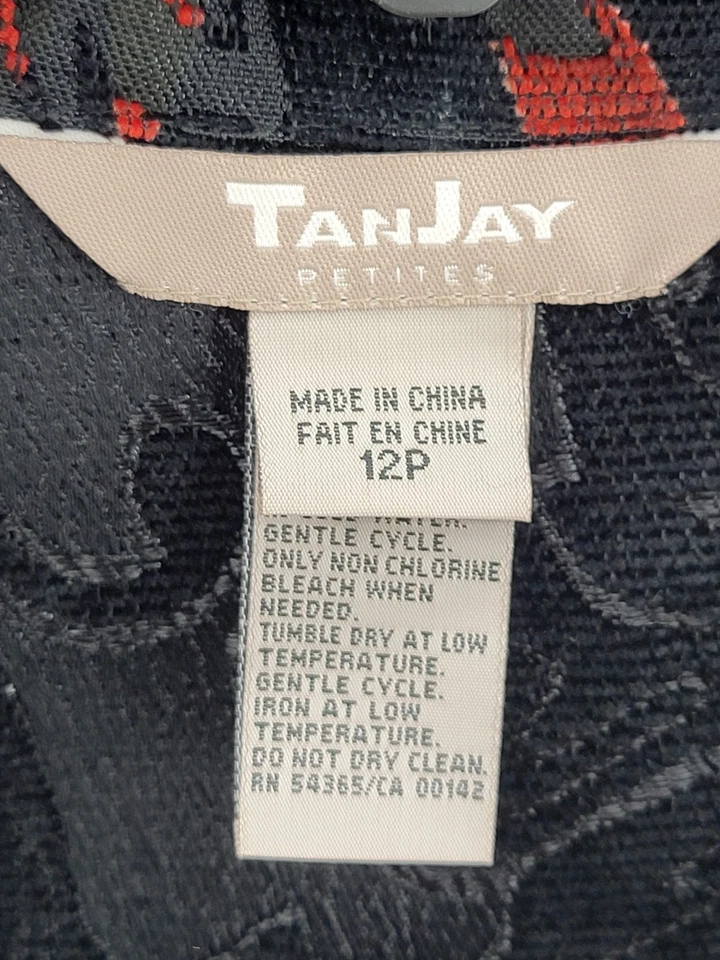 TANJAY
PETITES
MADE IN CHINA
FAIT EN CHINE
12P
WATER.
GENTLE CYCLE.
ONLY NON CHLORINE
BLEACH WHEN
NEEDED.
TUMBLE DRY AT LOW
TEMPERATURE.
GENTLE CYCLE.
IRON AT LOW
TEMPERATURE.
DO NOT DRY CLEAN.
RN 54365/CA 00142